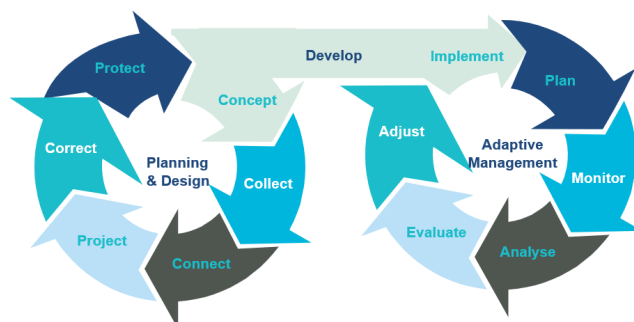 Protect
Develop
Implement
Plan
Concept
Correct
Planning
& Design
Collect
Adjust
Adaptive
Management
Monitor
Project
Connect
Evaluate
Analyse